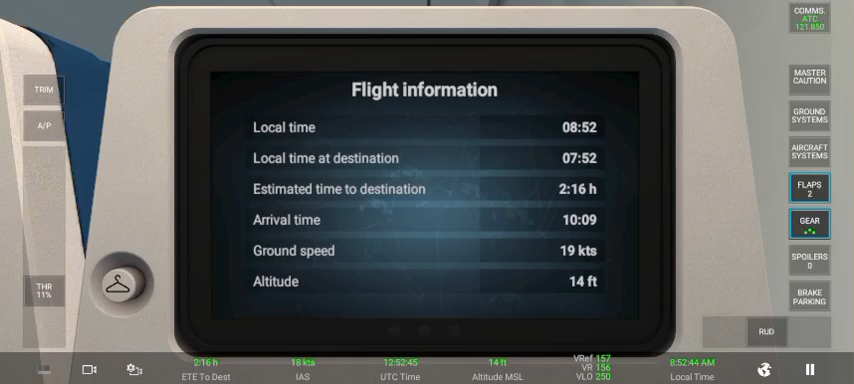 COMMS.
ATC
121.850
TRIM
A/P
THR
11%
Flight information
Local time 08:52
Local time at destination 07:52
Estimated time to destination 2:16 h
Arrival time 10:09
Ground speed 19 kts
Altitude 14 ft
MASTER
CAUTION
GROUND
SYSTEMS
AIRCRAFT
SYSTEMS
FLAPS
2
GEAR
SPOILERS
0
BRAKE
PARKING
RUD
2:16 h
ETE To Dest
18 kts
IAS
12:52:45
UTC Time
14 ft
Altitude MSL
VRef 157
VR 156
VLO 250
8:52:44 AM
Local Time